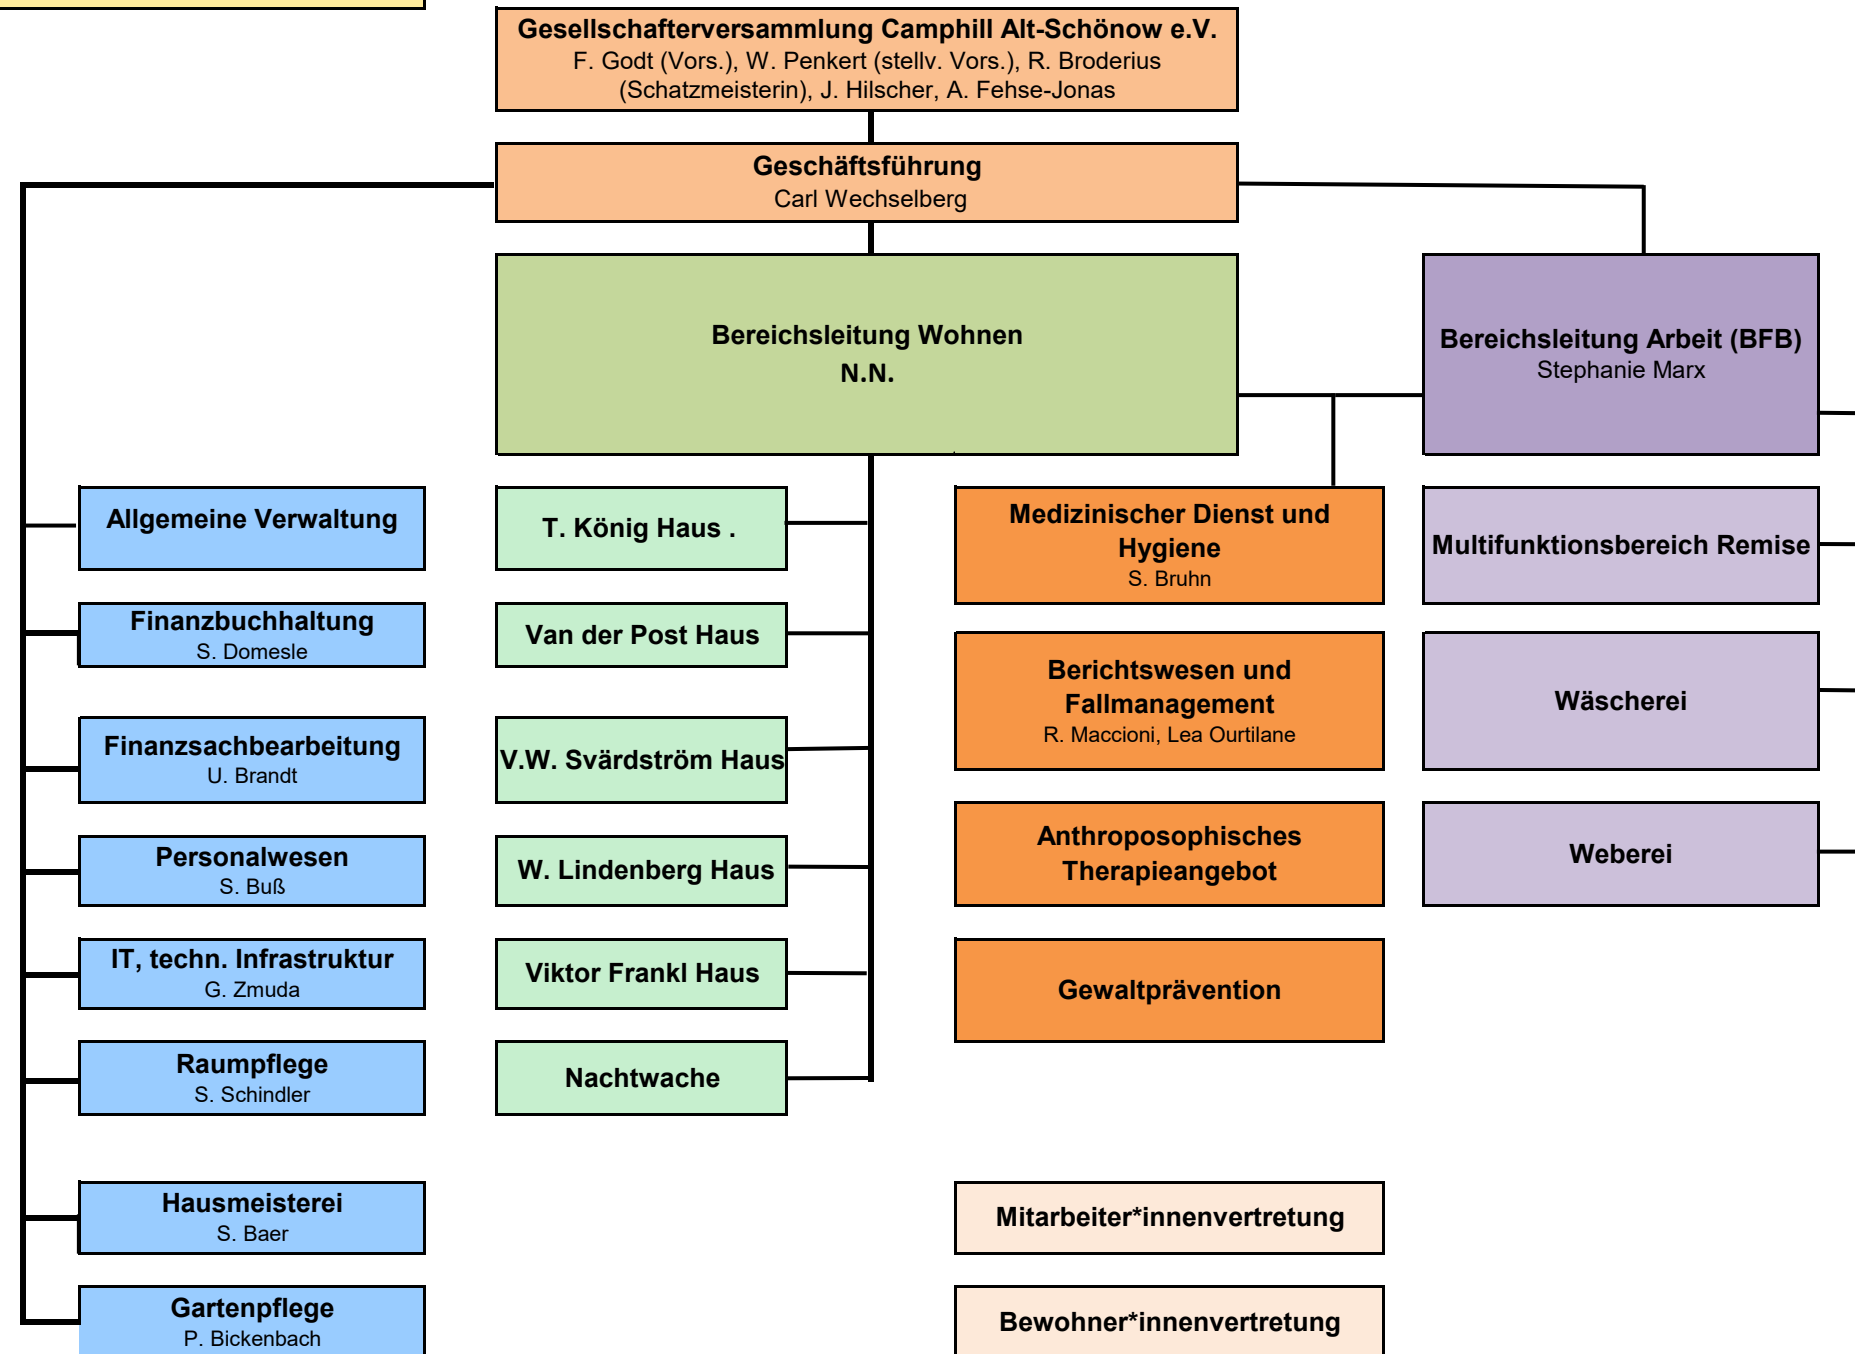 Gesellschafterversammlung Camphill Alt-Schönow e.V.
F. Godt (Vors.), W. Penkert (stellv. Vors.), R. Broderius
(Schatzmeisterin), J. Hilscher, A. Fehse-Jonas
Geschäftsführung
Carl Wechselberg
Bereichsleitung Wohnen
N.N.
Bereichsleitung Arbeit (BFB)
Stephanie Marx
Allgemeine Verwaltung
Finanzbuchhaltung
S. Domesle
Finanzsachbearbeitung
U. Brandt
Personalwesen
S. Buß
IT, techn. Infrastruktur
G. Zmuda
Raumpflege
S. Schindler
Hausmeisterei
S. Baer
Gartenpflege
P. Bickenbach
T. König Haus .
Van der Post Haus
V.W. Svärdström Haus
W. Lindenberg Haus
Viktor Frankl Haus
Nachtwache
Medizinischer Dienst und
Hygiene
S. Bruhn
Berichtswesen und
Fallmanagement
R. Maccioni, Lea Ourtilane
Anthroposophisches
Therapieangebot
Gewaltprävention
Mitarbeiter*innenvertretung
Bewohner*innenvertretung
Multifunktionsbereich Remise
Wäscherei
Weberei